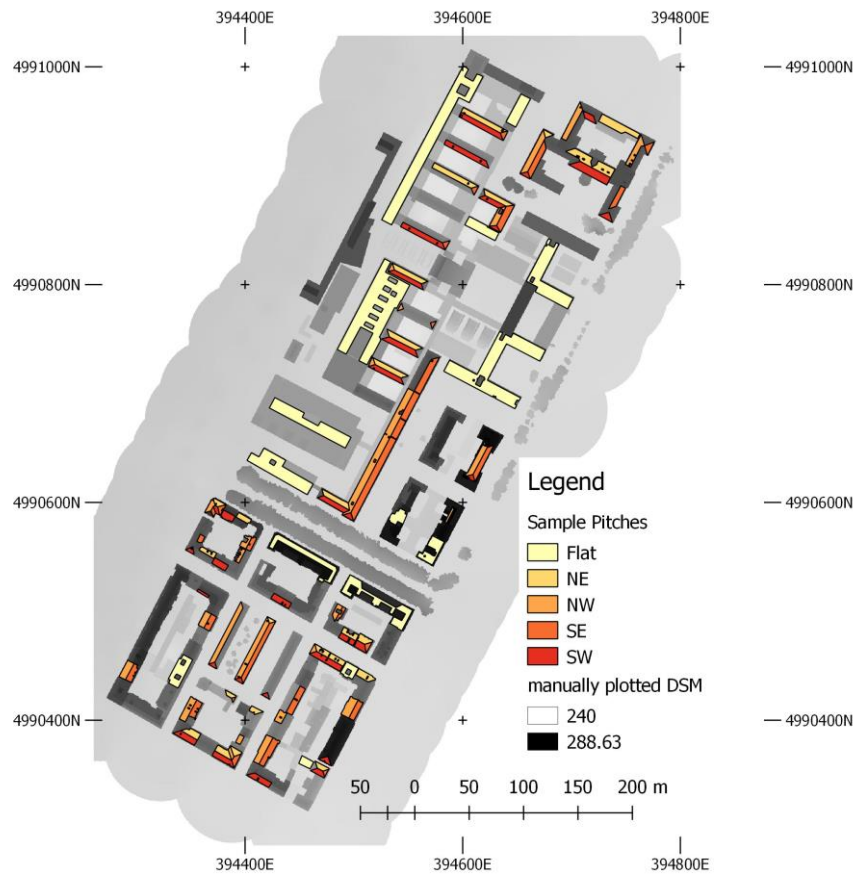 394400E 394600E 394800E
4991000N
4991000N
4990800N
4990800N
4990600N
4990600N
4990400N
4990400N
Legend
Sample Pitches
Flat
NE
NW
SE
SW
manually plotted DSM
240
288.63
50 0 50 100 150 200 m
394400E 394600E 394800E